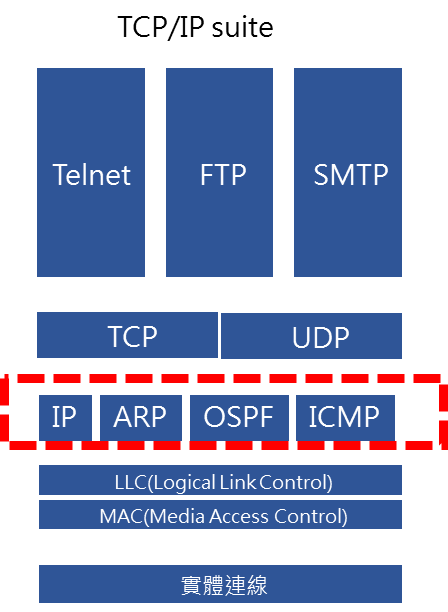 TCP/IP suite
Telnet FTP SMTP
TCP UDP
IP ARP OSPF ICMP
LLC(Logical Link Control)
MAC(Media Access Control)
實體連線